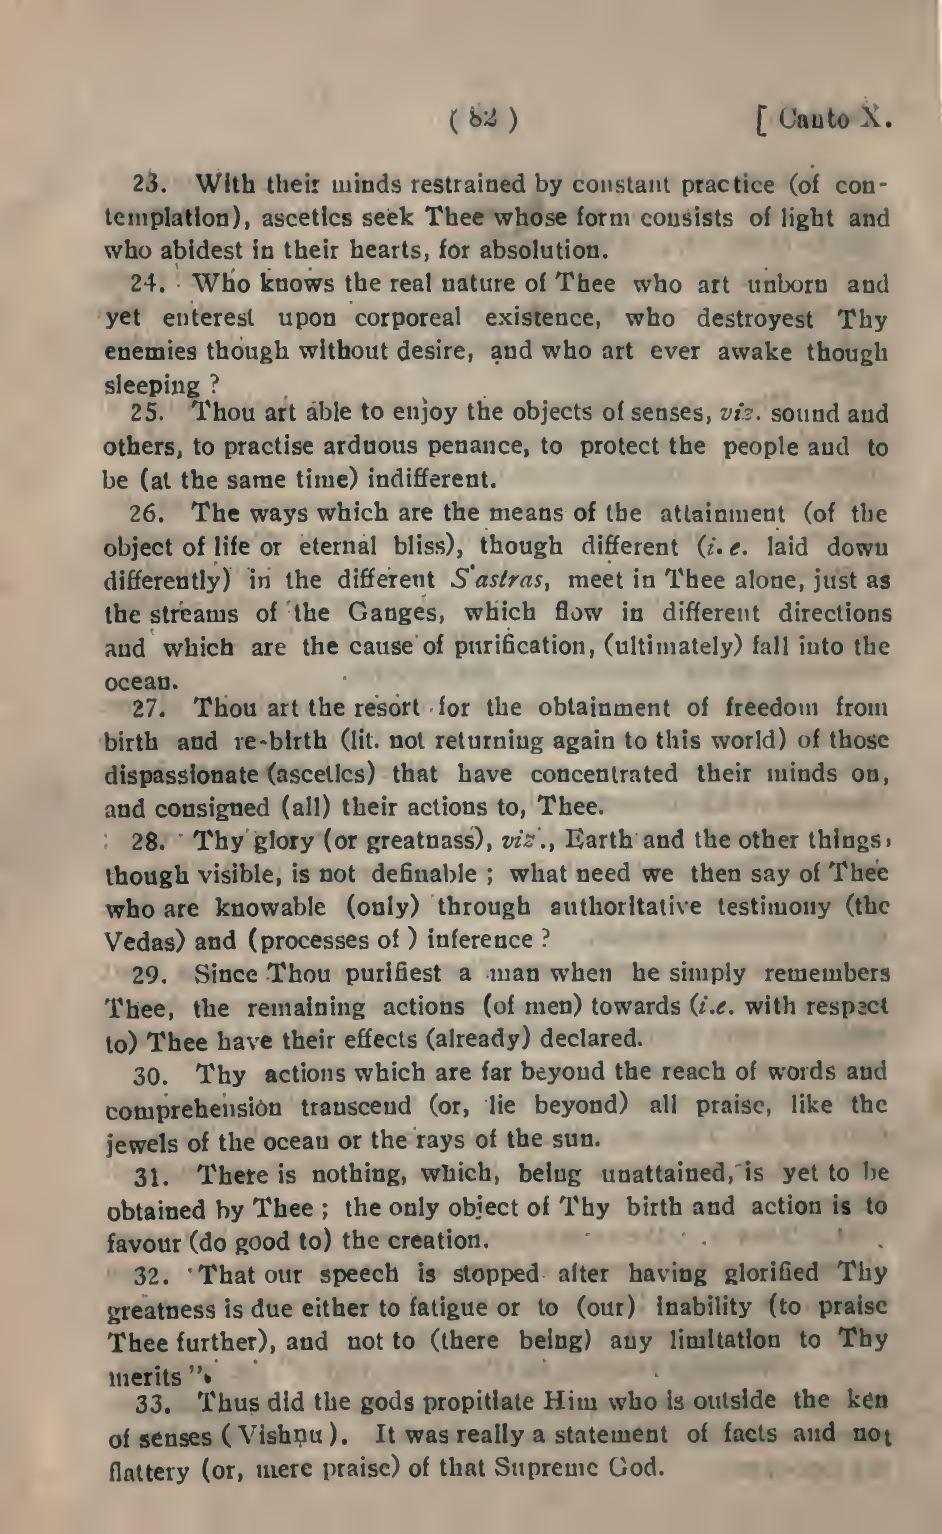 ( 82 ) [ Canto X.
23. With their minds restrained by constant practice (of con-
templation), ascetics seek Thee whose form consists of light and
who abidest in their hearts, for absolution.
24. Who knows the real nature of Thee who art unborn and
yet enterest upon corporeal existence, who destroyest Thy
enemies though without desire, and who art ever awake though
sleeping ?
25. Thou art able to enjoy the objects of senses, viz. sound and
others, to practise arduous penance, to protect the people and to
be (at the same time) indifferent.
26. The ways which are the means of the attainment (of the
object of life or eternal bliss), though different (i. e. laid down
differently) in the different S'astras, meet in Thee alone, just as
the streams of the Ganges, which flow in different directions
and which are the cause of purification, (ultimately) fall into the
ocean.
27. Thou art the resort for the obtainment of freedom from
birth and re-birth (lit. not returning again to this world) of those
dispassionate (ascetics) that have concentrated their minds on,
and consigned (all) their actions to, Thee.
28. Thy glory (or greatnass), viz., Earth and the other things,
though visible, is not definable ; what need we then say of Thee
who are knowable (only) through authoritative testimony (the
Vedas) and (processes of ) inference ?
29. Since Thou purifiest a man when he simply remembers
Thee, the remaining actions (of men) towards (i.e. with respect
to) Thee have their effects (already) declared.
30. Thy actions which are far beyond the reach of words and
comprehension transcend (or, lie beyond) all praise, like the
jewels of the ocean or the rays of the sun.
31. There is nothing, which, being unattained, is yet to be
obtained by Thee ; the only object of Thy birth and action is to
favour (do good to) the creation.
32. That our speech is stopped after having glorified Thy
greatness is due either to fatigue or to (our) inability (to praise
Thee further), and not to (there being) any limitation to Thy
merits ".
33. Thus did the gods propitiate Him who is outside the ken
of senses ( Vishṇu ). It was really a statement of facts and not
flattery (or, mere praise) of that Supreme God.